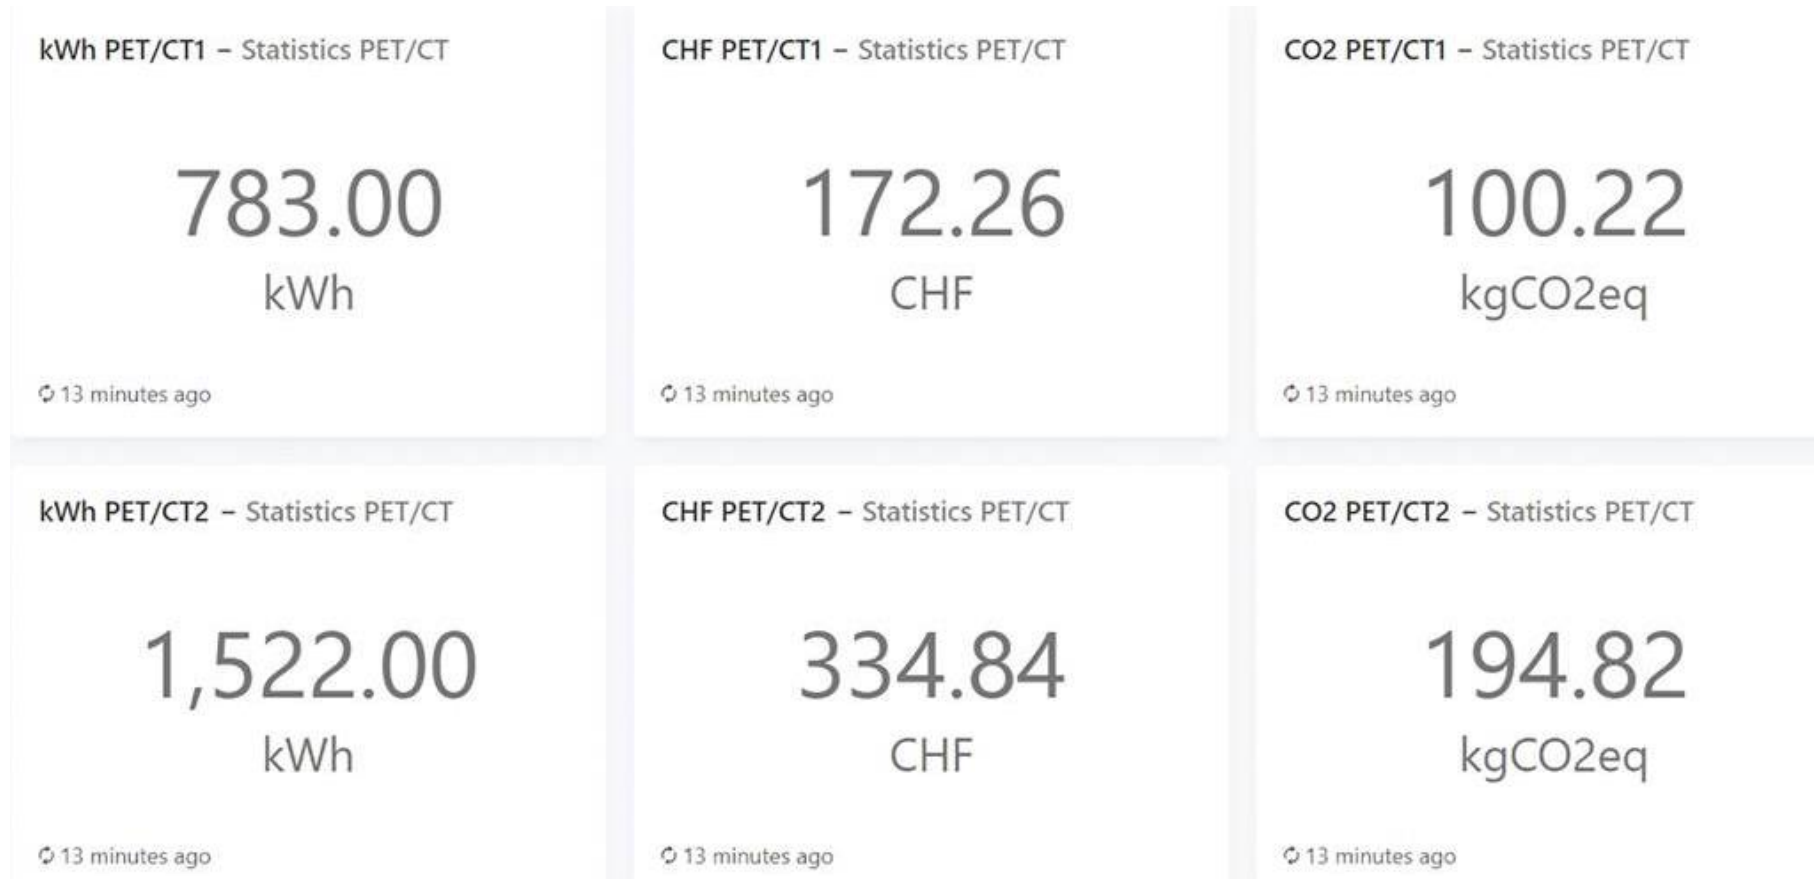 kWh PET/CT1 – Statistics PET/CT
783.00
kWh
13 minutes ago
CHF PET/CT1 – Statistics PET/CT
172.26
CHF
13 minutes ago
CO2 PET/CT1 – Statistics PET/CT
100.22
kgCO2eq
13 minutes ago
kWh PET/CT2 – Statistics PET/CT
1,522.00
kWh
13 minutes ago
CHF PET/CT2 – Statistics PET/CT
334.84
CHF
13 minutes ago
CO2 PET/CT2 – Statistics PET/CT
194.82
kgCO2eq
13 minutes ago